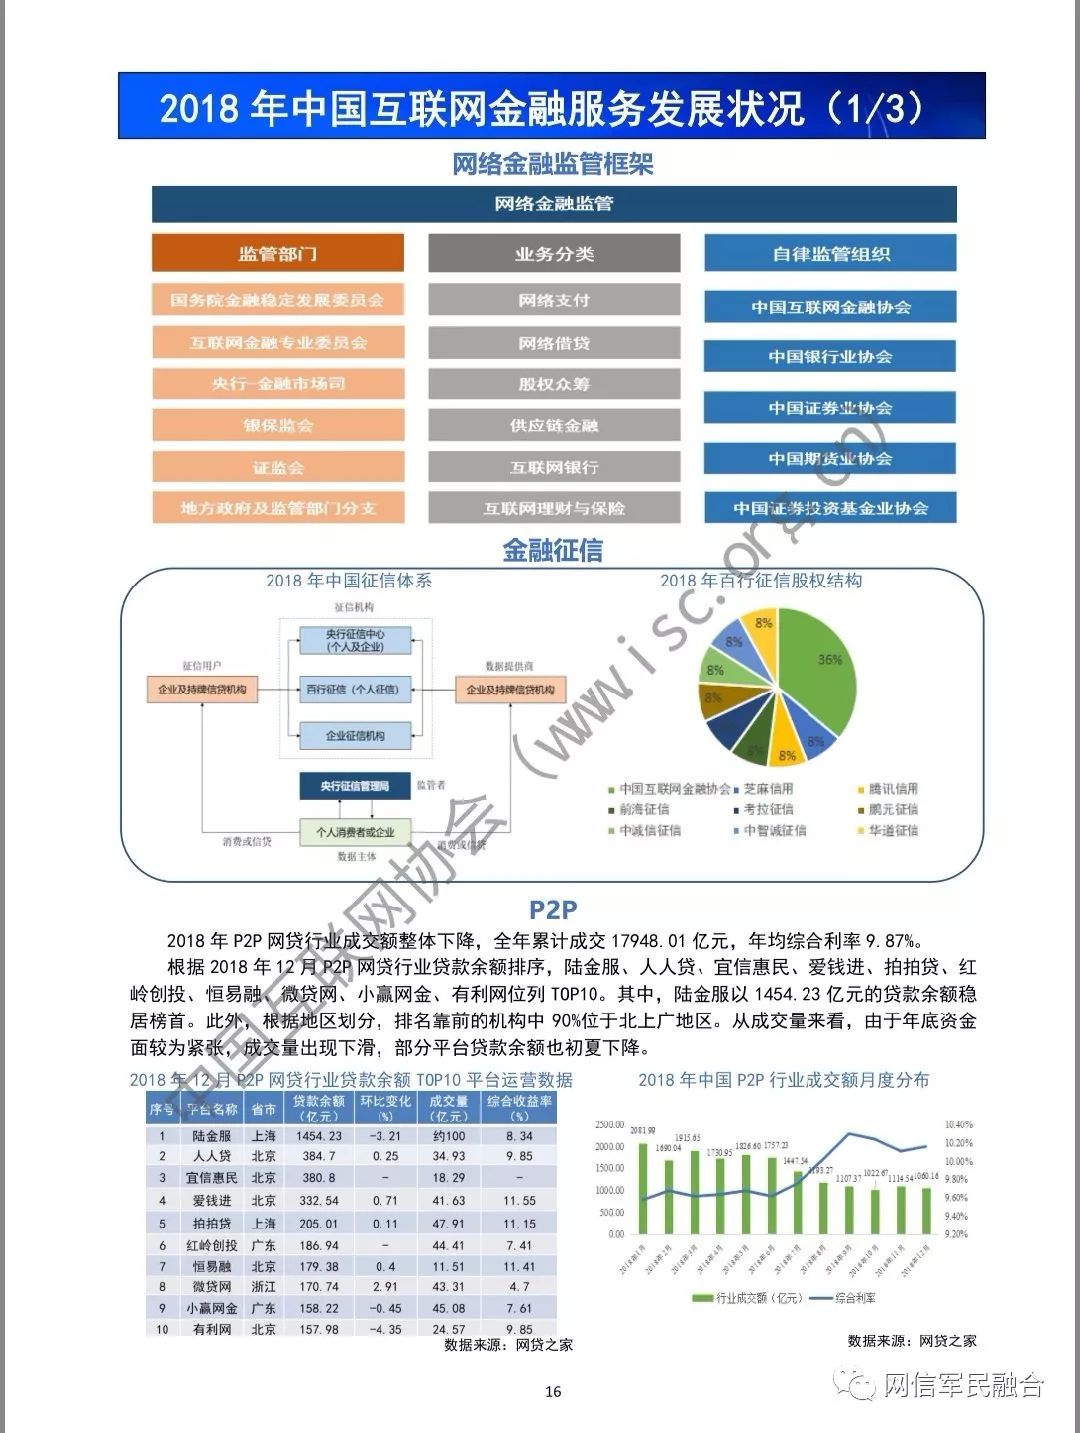 2018 年中国互联网金融服务发展状况（1/3）
网络金融监管框架
网络金融监管
监管部门
业务分类
自律监管组织
国务院金融稳定发展委员会
网络支付
中国互联网金融协会
互联网金融专业委员会
网络借贷
中国银行业协会
央行-金融市场司
股权众筹
中国证券业协会
银保监会
供应链金融
中国期货业协会
证监会
互联网银行
中国证券投资基金业协会
地方政府及监管部门分支
互联网理财与保险
金融征信
2018 年中国征信体系
征信机构
央行征信中心
（个人及企业）
征信用户
数据提供商
企业及持牌信贷机构
百行征信（个人征信）
企业及持牌信贷机构
企业征信机构
央行征信管理局
监管者
个人消费者或企业
消费或信贷
消费或信贷
数据主体
2018 年百行征信股权结构
8%
36%
8%
8%
8%
8%
8%
8%
8%
中国互联网金融协会
芝麻信用
腾讯信用
前海征信
考拉征信
鹏元征信
中诚信征信
中智诚征信
华道征信
P2P
2018 年 P2P 网贷行业成交额整体下降，全年累计成交 17948.01 亿元，年均综合利率 9.87%。
根据 2018 年 12 月 P2P 网贷行业贷款余额排序，陆金服、人人贷、宜信惠民、爱钱进、拍拍贷、红
岭创投、恒易融、微贷网、小赢网金、有利网位列 TOP10。其中，陆金服以 1454.23 亿元的贷款余额稳
居榜首。此外，根据地区划分，排名靠前的机构中 90%位于北上广地区。从成交量来看，由于年底资金
面较为紧张，成交量出现下滑，部分平台贷款余额也初夏下降。
2018 年 12 月 P2P 网贷行业贷款余额 TOP10 平台运营数据
序号 平台名称 省市 贷款余额（亿元） 环比变化（%） 成交量（亿元） 综合收益率（%）
1 陆金服 上海 1454.23 -3.21 约100 8.34
2 人人贷 北京 384.7 0.25 34.93 9.85
3 宜信惠民 北京 380.8 - 18.29 -
4 爱钱进 北京 332.54 0.71 41.63 11.55
5 拍拍贷 上海 205.01 0.11 47.91 11.15
6 红岭创投 广东 186.94 - 44.41 7.41
7 恒易融 北京 179.38 0.4 11.51 11.41
8 微贷网 浙江 170.74 2.91 43.31 4.7
9 小赢网金 广东 158.22 -0.45 45.08 7.61
10 有利网 北京 157.98 -4.35 24.57 9.85
数据来源：网贷之家
2018 年中国 P2P 行业成交额月度分布
2500.00
2000.00
1500.00
1000.00
500.00
0.00
2081.99
1690.04
1915.65
1730.95
1826.60
1757.23
1447.54
1193.27
1107.37
1022.67
1114.54
1060.16
10.40%
10.20%
10.00%
9.80%
9.60%
9.40%
9.20%
2018年1月
2018年2月
2018年3月
2018年4月
2018年5月
2018年6月
2018年7月
2018年8月
2018年9月
2018年10月
2018年11月
2018年12月
行业成交额（亿元）
综合利率
数据来源：网贷之家
16
网信军民融合
中国互联网协会（www.isc.org.cn）